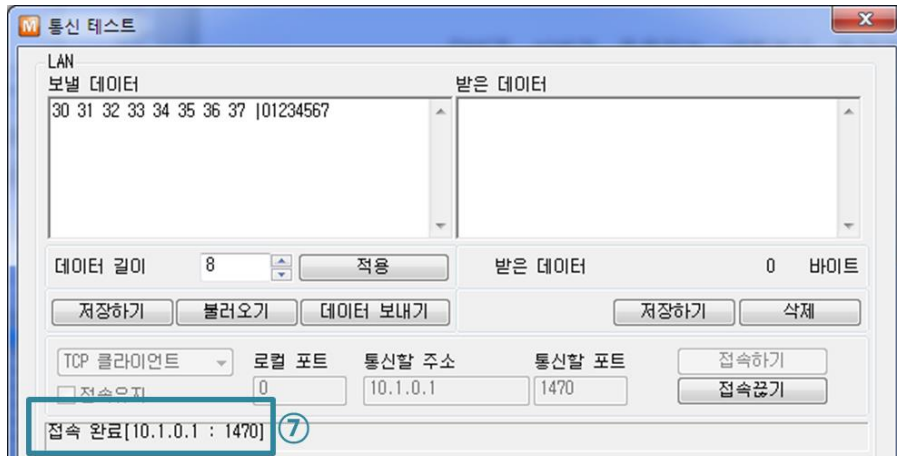 통신 테스트
LAN
보낼 데이터
받은 데이터
30 31 32 33 34 35 36 37 |01234567
데이터 길이 8 적용
받은 데이터 0 바이트
저장하기 불러오기 데이터 보내기
저장하기 삭제
TCP 클라이언트 로컬 포트 통신할 주소 통신할 포트 접속하기
접속유지 0 10.1.0.1 1470 접속끊기
접속 완료[10.1.0.1 : 1470] ⑦